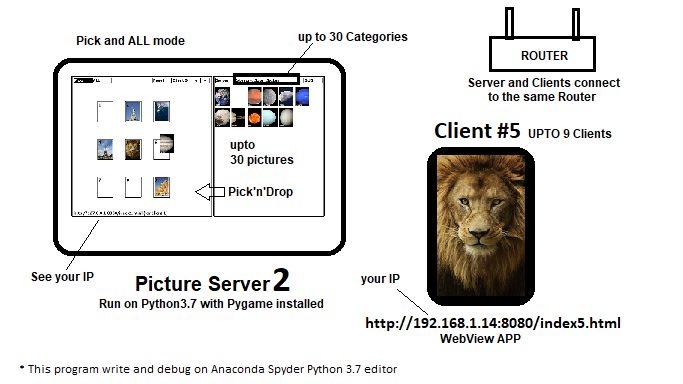 Pick and ALL mode
up to 30 Categories
ROUTER
Server and Clients connect
to the same Router
Client #5 UPTO 9 Clients
upto
30 pictures
Pick'n'Drop
See your IP
Picture Server 2
Run on Python3.7 with Pygame installed
your IP
http://192.168.1.14:8080/index5.html
WebView APP
* This program write and debug on Anaconda Spyder Python 3.7 editor